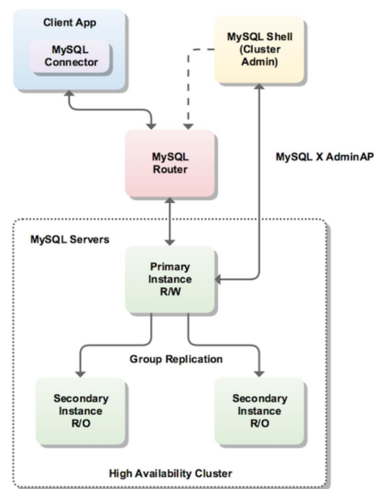 Client App
MySQL
Connector
MySQL Shell
(Cluster
Admin)
MySQL
Router
MySQL X AdminAP
MySQL Servers
Primary
Instance
R/W
Group Replication
Secondary
Instance
R/O
Secondary
Instance
R/O
High Availability Cluster